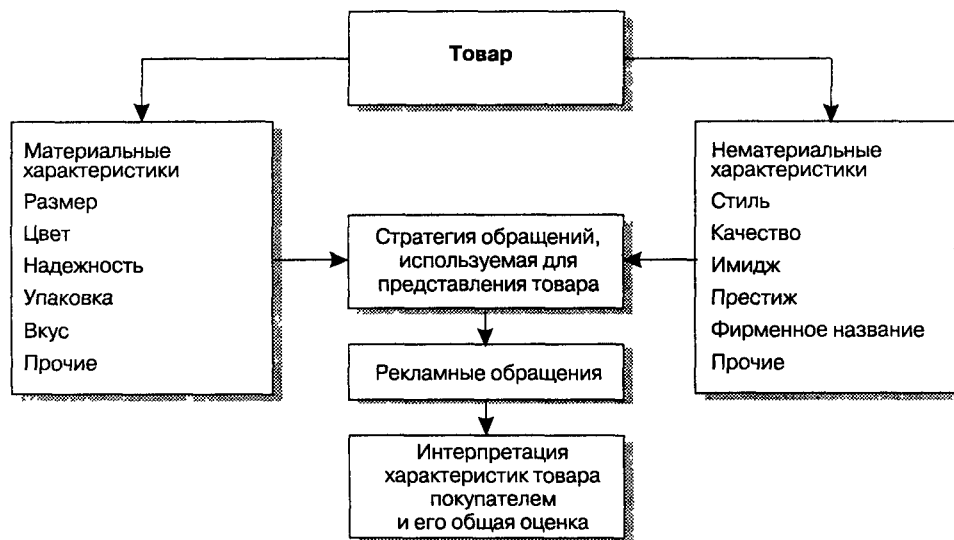 Товар
Материальные
характеристики
Размер
Цвет
Надежность
Упаковка
Вкус
Прочие
Стратегия обращений,
используемая для
представления товара
Рекламные обращения
Интерпретация
характеристик товара
покупателем
и его общая оценка
Нематериальные
характеристики
Стиль
Качество
Имидж
Престиж
Фирменное название
Прочие